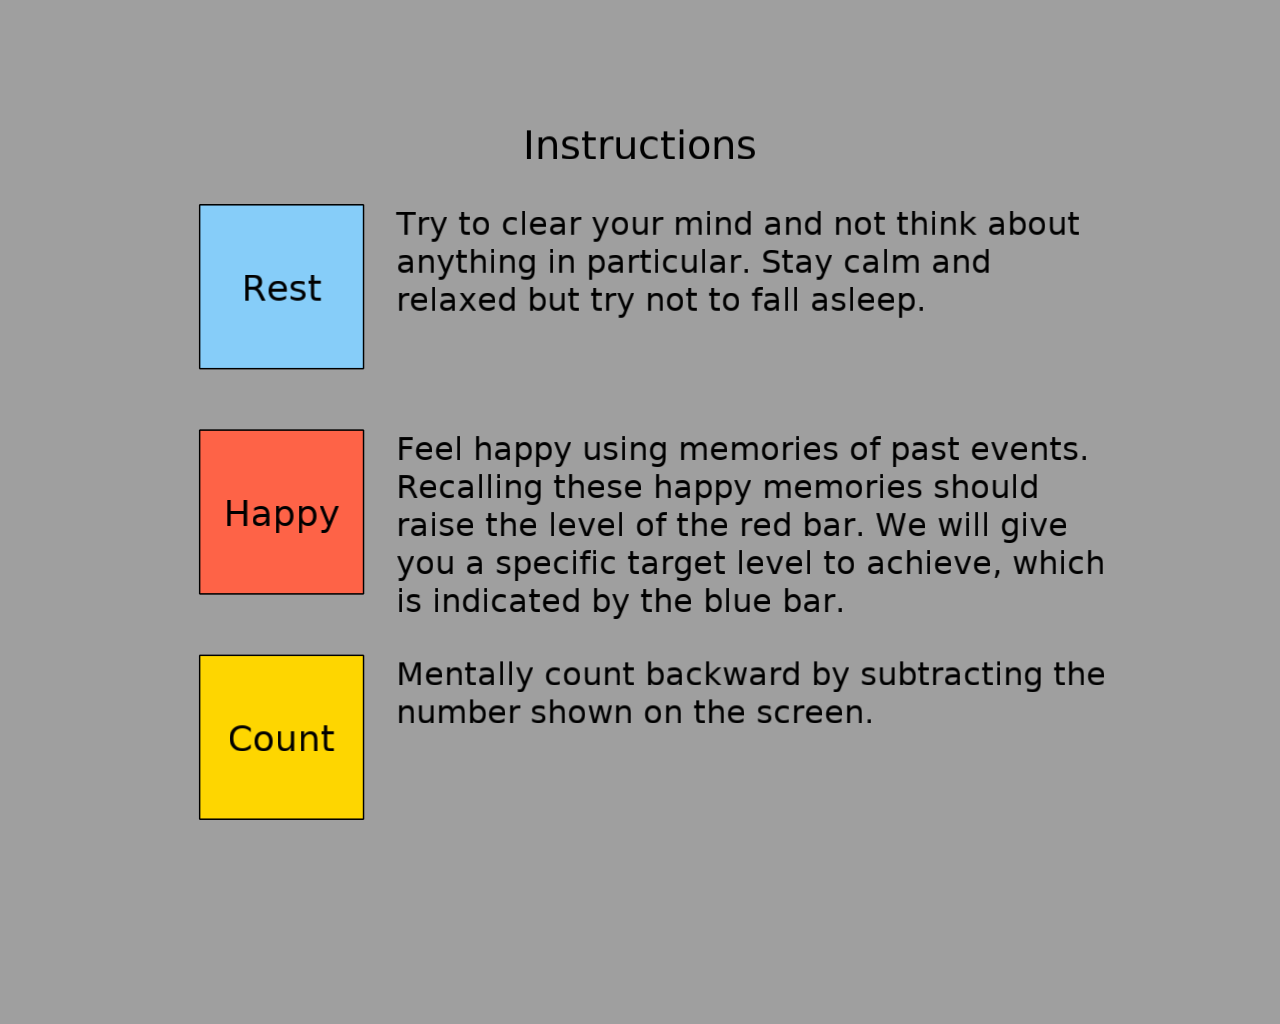 Instructions
Rest
Try to clear your mind and not think about
anything in particular. Stay calm and
relaxed but try not to fall asleep.
Happy
Feel happy using memories of past events.
Recalling these happy memories should
raise the level of the red bar. We will give
you a specific target level to achieve, which
is indicated by the blue bar.
Count
Mentally count backward by subtracting the
number shown on the screen.